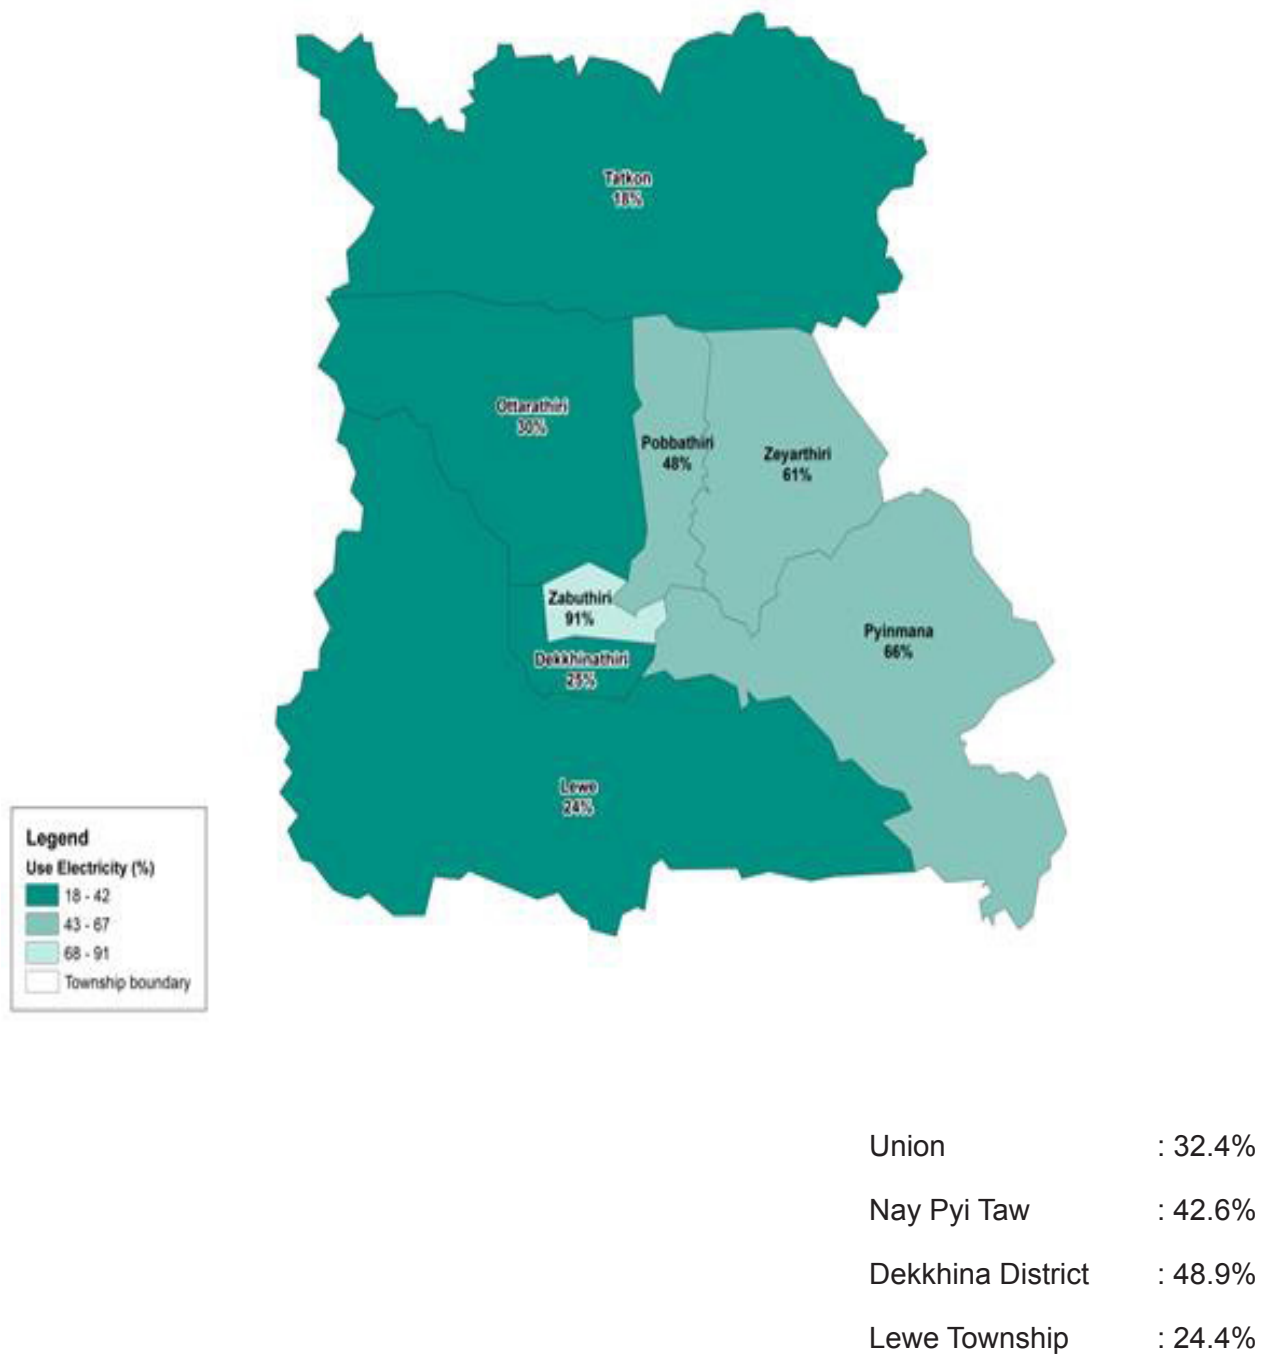 Tatkon
18%
Ottarathiri
30%
Pobbathiri
48%
Zeyarthiri
61%
Zabuthiri
91%
Pyinmana
66%
Dekkhinathiri
25%
Lewe
24%
Legend
Use Electricity (%)
18 - 42
43 - 67
68 - 91
Township boundary
Union : 32.4%
Nay Pyi Taw : 42.6%
Dekkhina District : 48.9%
Lewe Township : 24.4%